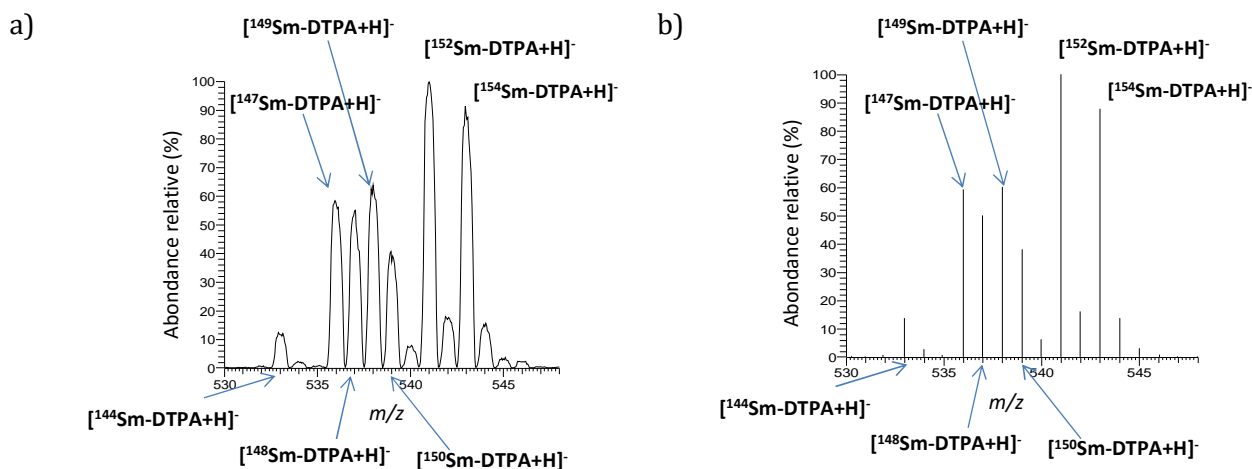 a)
[¹⁴⁹Sm-DTPA+H]⁻
[¹⁵²Sm-DTPA+H]⁻
[¹⁴⁷Sm-DTPA+H]⁻
[¹⁵⁴Sm-DTPA+H]⁻
Abondance relative (%)
100
90
80
70
60
50
40
30
20
10
0
530 535 540 545
m/z
[¹⁴⁴Sm-DTPA+H]⁻
[¹⁴⁸Sm-DTPA+H]⁻
[¹⁵⁰Sm-DTPA+H]⁻
b)
[¹⁴⁹Sm-DTPA+H]⁻
[¹⁵²Sm-DTPA+H]⁻
[¹⁴⁷Sm-DTPA+H]⁻
[¹⁵⁴Sm-DTPA+H]⁻
Abondance relative (%)
100
90
80
70
60
50
40
30
20
10
0
530 535 540 545
m/z
[¹⁴⁴Sm-DTPA+H]⁻
[¹⁴⁸Sm-DTPA+H]⁻
[¹⁵⁰Sm-DTPA+H]⁻